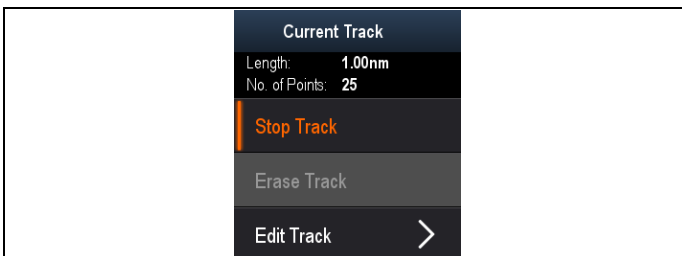 Current Track
Length: 1.00nm
No. of Points: 25
Stop Track
Erase Track
Edit Track